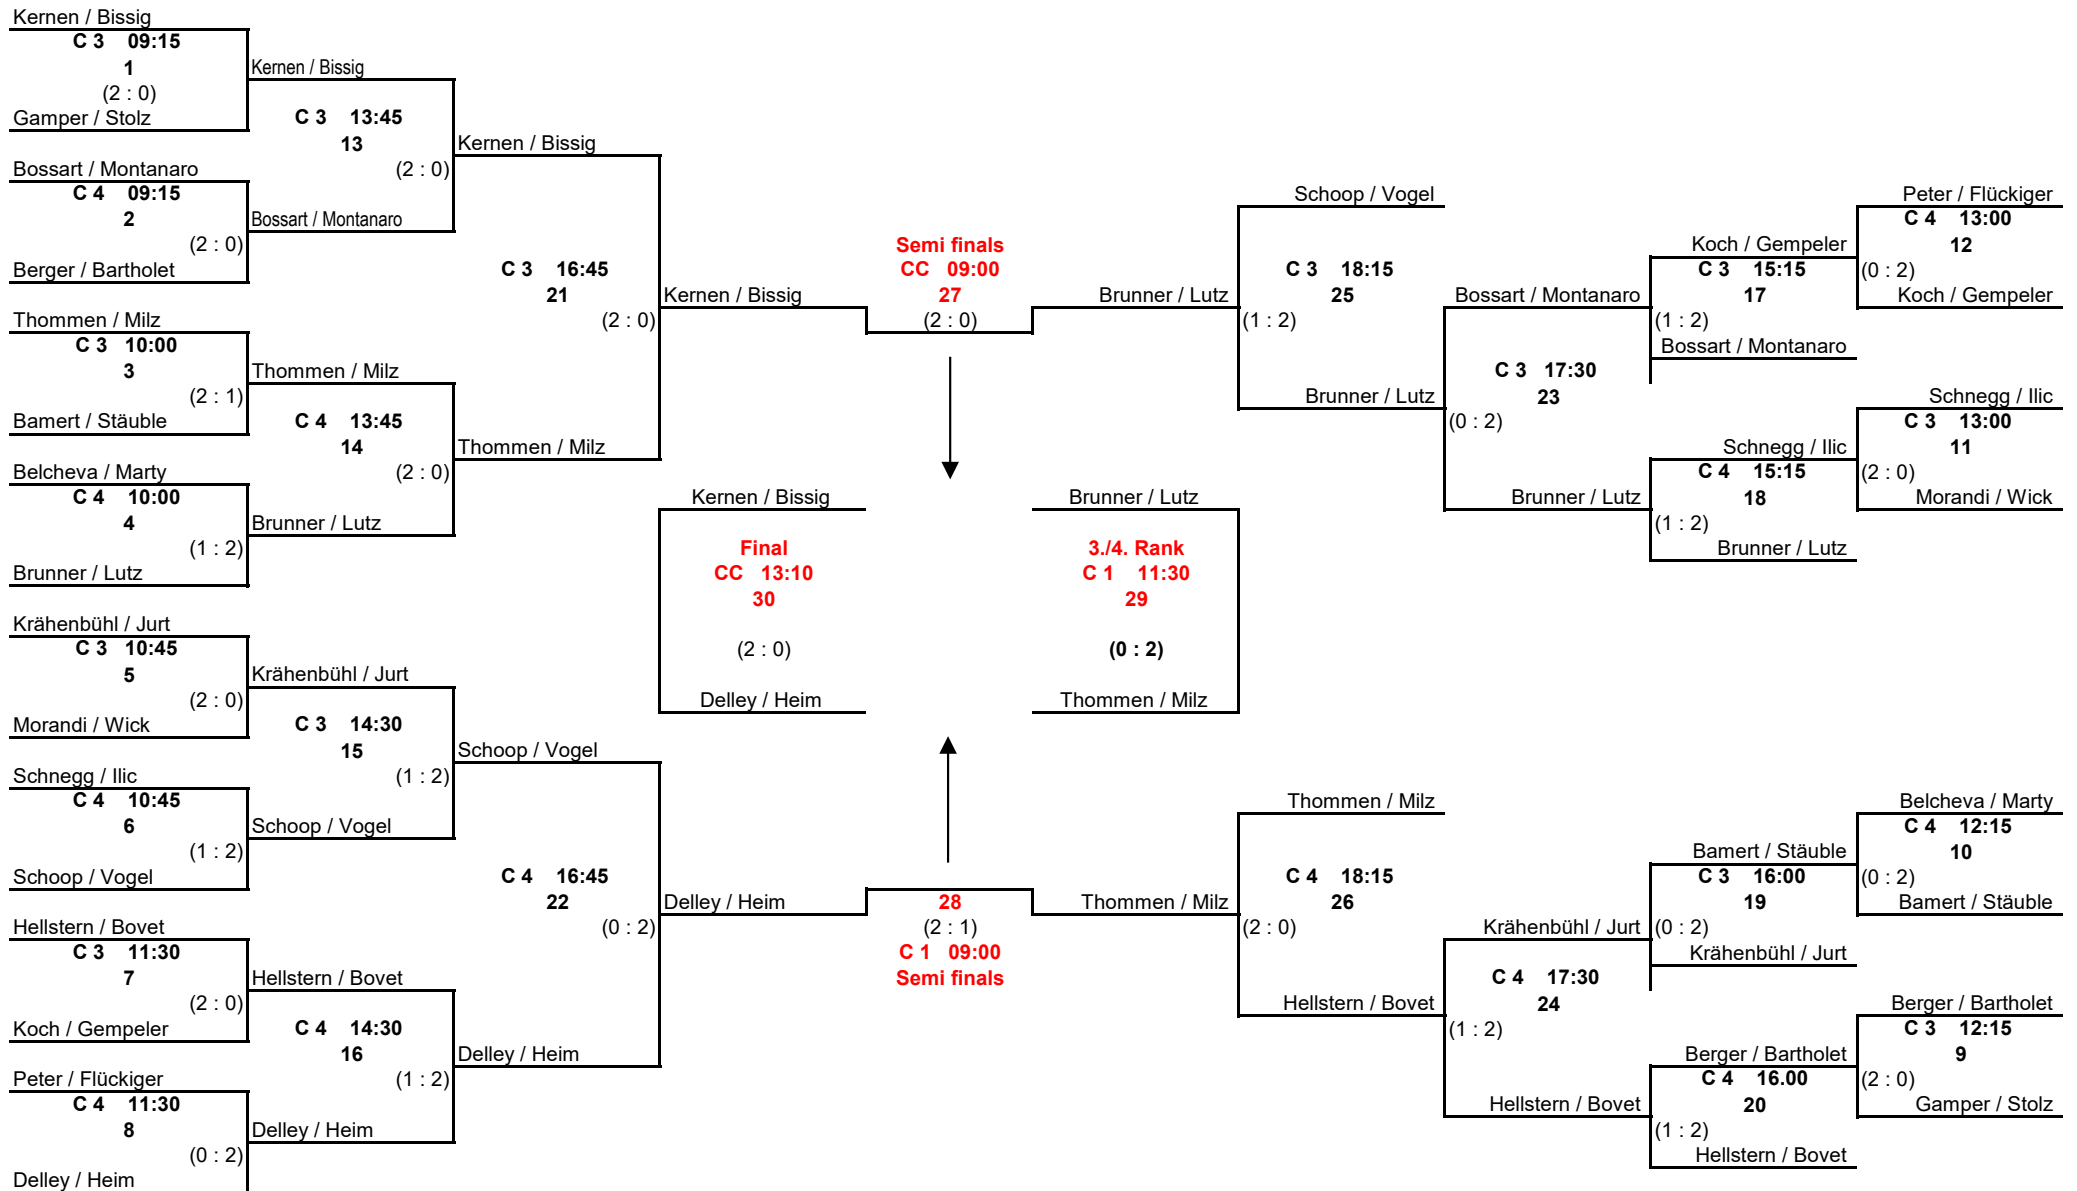 Kernen / Bissig
C 3 09:15
1
(2 : 0)
Gamper / Stolz
Bossart / Montanaro
C 4 09:15
2
(2 : 0)
Berger / Bartholet
Thommen / Milz
C 3 10:00
3
(2 : 1)
Bamert / Stäuble
Belcheva / Marty
C 4 10:00
4
(1 : 2)
Brunner / Lutz
Krähenbühl / Jurt
C 3 10:45
5
(2 : 0)
Morandi / Wick
Schnegg / Ilic
C 4 10:45
6
(1 : 2)
Schoop / Vogel
Hellstern / Bovet
C 3 11:30
7
(2 : 0)
Koch / Gempeler
Peter / Flückiger
C 4 11:30
8
(0 : 2)
Delley / Heim
Kernen / Bissig
C 3 13:45
13
(2 : 0)
Bossart / Montanaro
Thommen / Milz
C 4 13:45
14
(2 : 0)
Brunner / Lutz
Krähenbühl / Jurt
C 3 14:30
15
(1 : 2)
Schoop / Vogel
Hellstern / Bovet
C 4 14:30
16
(1 : 2)
Delley / Heim
Kernen / Bissig
C 3 16:45
21
(2 : 0)
Thommen / Milz
Schoop / Vogel
C 4 16:45
22
(0 : 2)
Delley / Heim
Kernen / Bissig
Semi finals
CC 09:00
27
(2 : 0)
Brunner / Lutz
Kernen / Bissig
Final
CC 13:10
30
(2 : 0)
Delley / Heim
Brunner / Lutz
3./4. Rank
C 1 11:30
29
(0 : 2)
Thommen / Milz
Delley / Heim
28
(2 : 1)
C 1 09:00
Semi finals
Thommen / Milz
Schoop / Vogel
C 3 18:15
25
(1 : 2)
Brunner / Lutz
Bossart / Montanaro
C 3 17:30
23
(0 : 2)
Brunner / Lutz
Koch / Gempeler
C 3 15:15
17
(1 : 2)
Bossart / Montanaro
Schnegg / Ilic
C 4 15:15
18
(1 : 2)
Brunner / Lutz
Peter / Flückiger
C 4 13:00
12
(0 : 2)
Koch / Gempeler
Schnegg / Ilic
C 3 13:00
11
(2 : 0)
Morandi / Wick
Thommen / Milz
C 4 18:15
26
(2 : 0)
Hellstern / Bovet
Krähenbühl / Jurt
C 4 17:30
24
(1 : 2)
Hellstern / Bovet
Bamert / Stäuble
C 3 16:00
19
(0 : 2)
Krähenbühl / Jurt
Berger / Bartholet
C 4 16.00
20
(1 : 2)
Hellstern / Bovet
Belcheva / Marty
C 4 12:15
10
(0 : 2)
Bamert / Stäuble
Berger / Bartholet
C 3 12:15
9
(2 : 0)
Gamper / Stolz